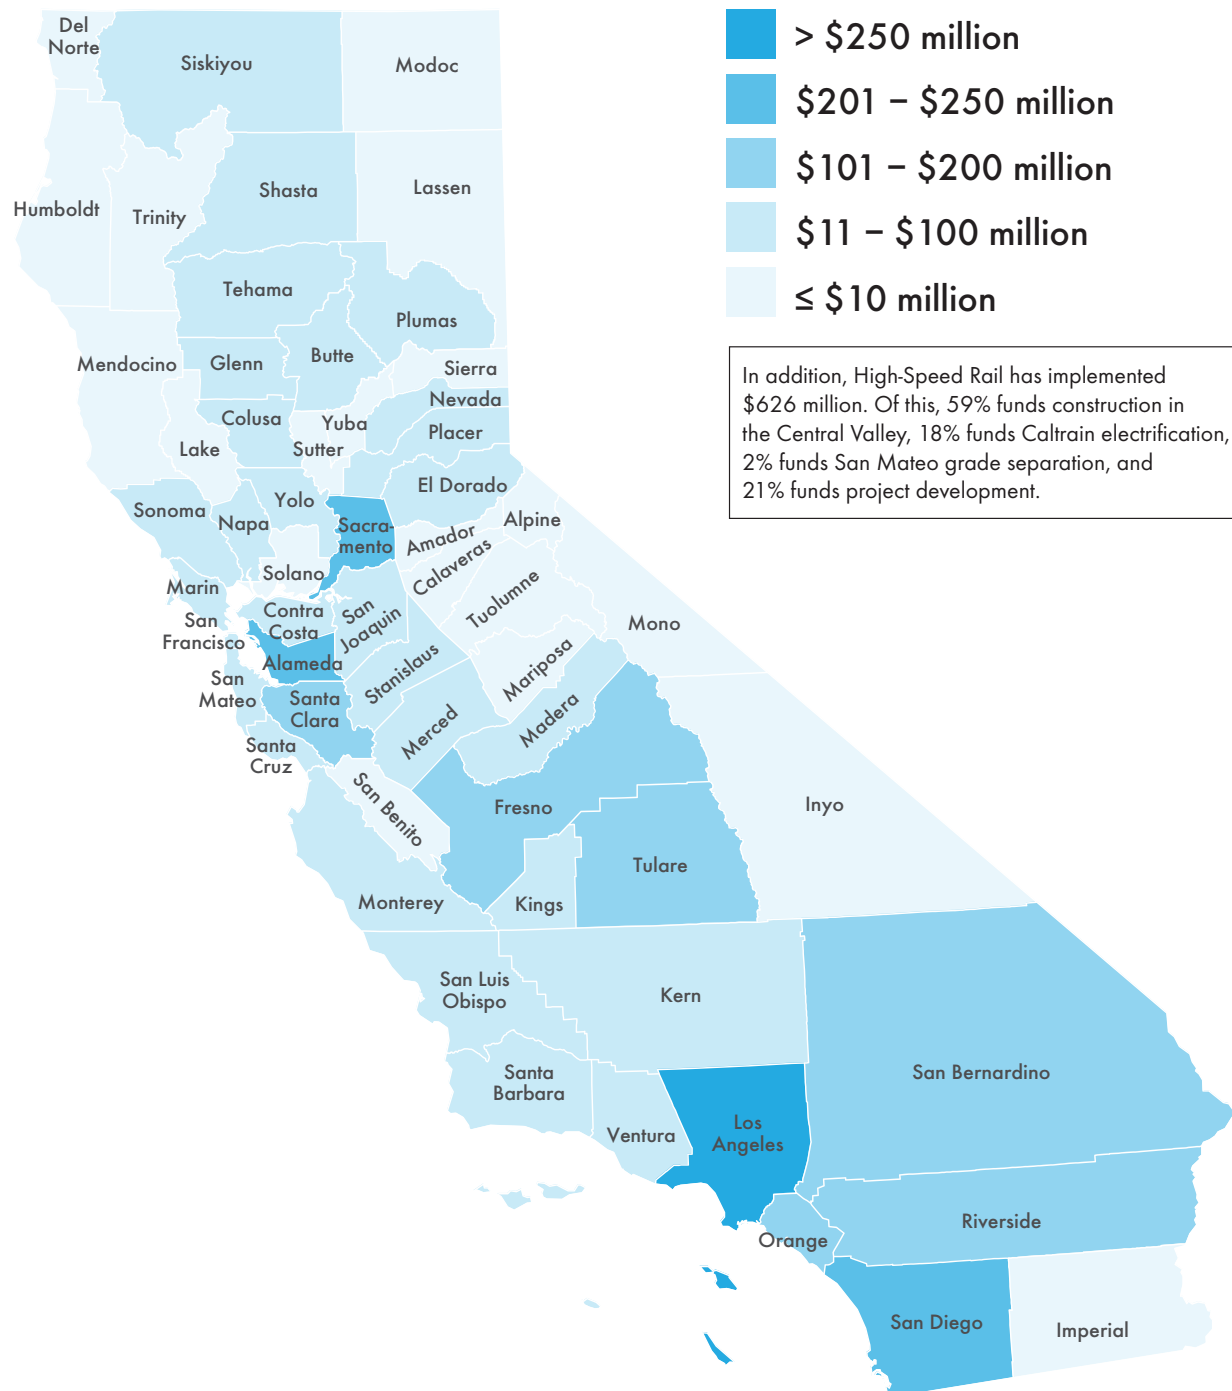 > $250 million
$201 – $250 million
$101 – $200 million
$11 – $100 million
≤ $10 million
In addition, High-Speed Rail has implemented
$626 million. Of this, 59% funds construction in
the Central Valley, 18% funds Caltrain electrification,
2% funds San Mateo grade separation, and
21% funds project development.
Del
Norte
Siskiyou
Modoc
Humboldt
Trinity
Shasta
Lassen
Tehama
Plumas
Mendocino
Glenn
Butte
Sierra
Nevada
Colusa
Yuba
Placer
Lake
Sutter
El Dorado
Yolo
Sonoma
Napa
Sacra-
mento
Alpine
Amador
Calaveras
Solano
Marin
Tuolumne
Contra
Costa
San
Joaquin
San
Francisco
Mono
Alameda
Stanislaus
Mariposa
San
Mateo
Santa
Clara
Merced
Madera
Santa
Cruz
San Benito
Fresno
Inyo
Tulare
Monterey
Kings
San Luis
Obispo
Kern
Santa
Barbara
San Bernardino
Ventura
Los
Angeles
Orange
Riverside
San Diego
Imperial